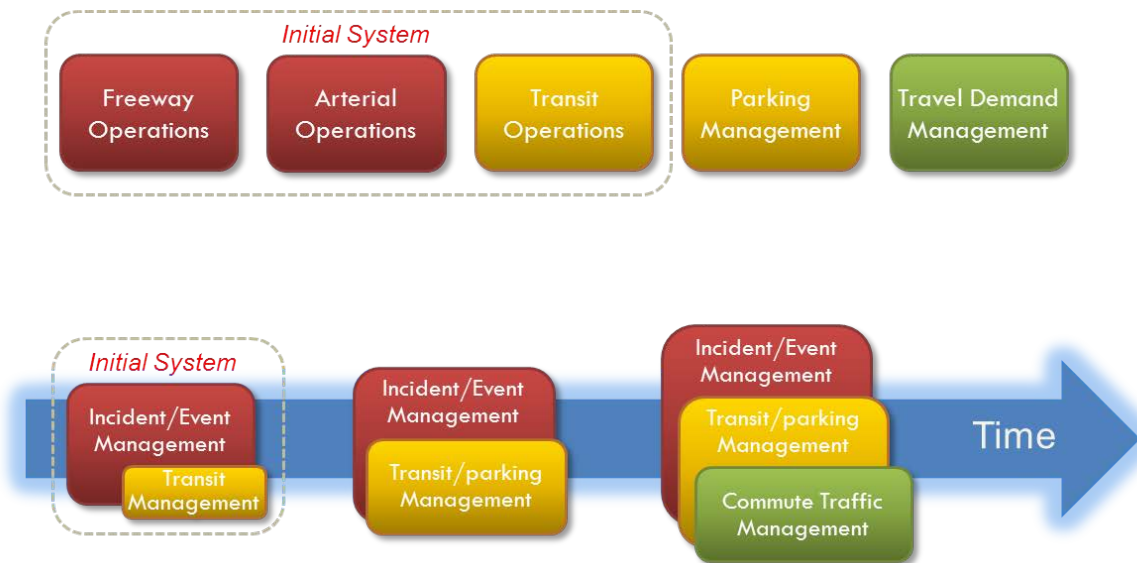 Initial System
Freeway
Operations
Arterial
Operations
Transit
Operations
Parking
Management
Travel Demand
Management
Initial System
Incident/Event
Management
Transit
Management
Incident/Event
Management
Transit/parking
Management
Incident/Event
Management
Transit/parking
Management
Commute Traffic
Management
Time